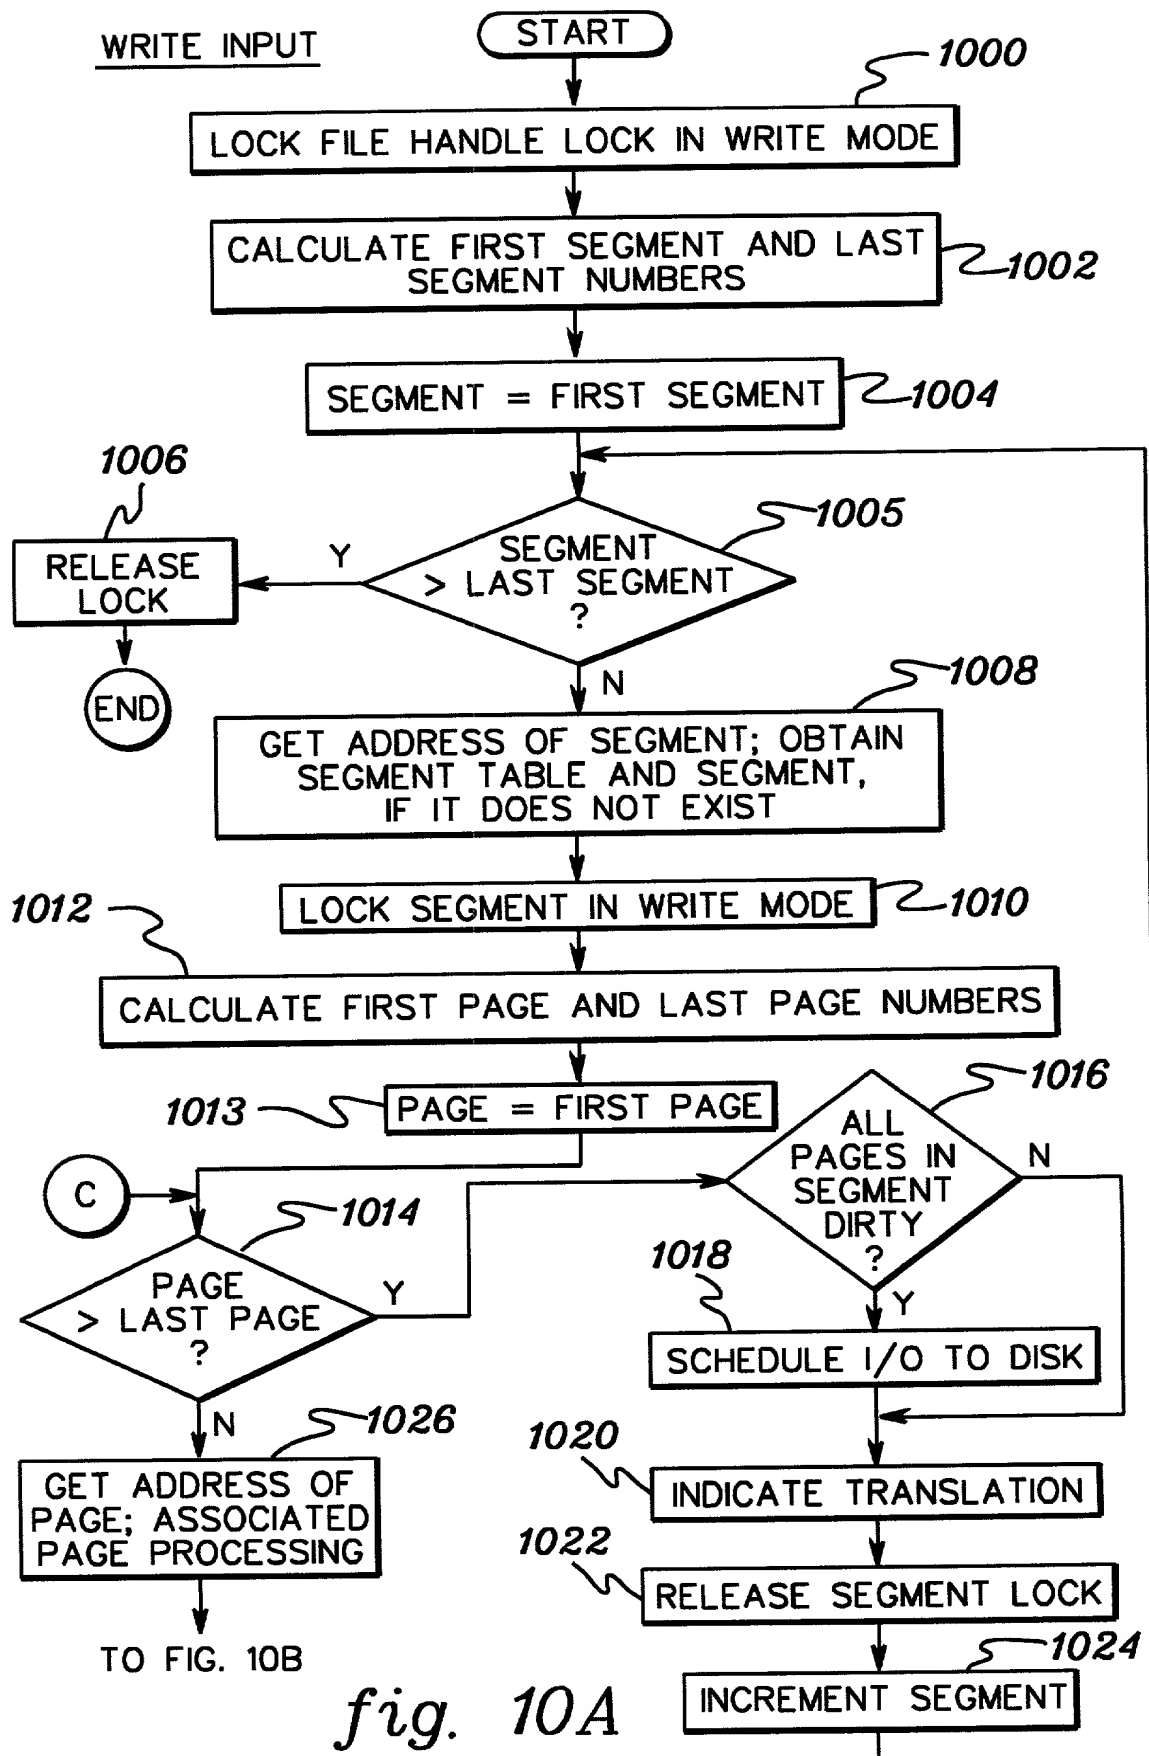 WRITE INPUT
START
1000
LOCK FILE HANDLE LOCK IN WRITE MODE
CALCULATE FIRST SEGMENT AND LAST
SEGMENT NUMBERS
1002
SEGMENT = FIRST SEGMENT
1004
1006
1005
RELEASE
LOCK
Y
SEGMENT
> LAST SEGMENT
?
END
N
1008
GET ADDRESS OF SEGMENT; OBTAIN
SEGMENT TABLE AND SEGMENT,
IF IT DOES NOT EXIST
1012
LOCK SEGMENT IN WRITE MODE
1010
CALCULATE FIRST PAGE AND LAST PAGE NUMBERS
1013
PAGE = FIRST PAGE
1016
ALL
PAGES IN
SEGMENT
DIRTY
?
N
C
1014
PAGE
> LAST PAGE
?
Y
1018
Y
SCHEDULE I/O TO DISK
N
1026
GET ADDRESS OF
PAGE; ASSOCIATED
PAGE PROCESSING
1020
INDICATE TRANSLATION
1022
RELEASE SEGMENT LOCK
TO FIG. 10B
1024
INCREMENT SEGMENT
fig. 10A